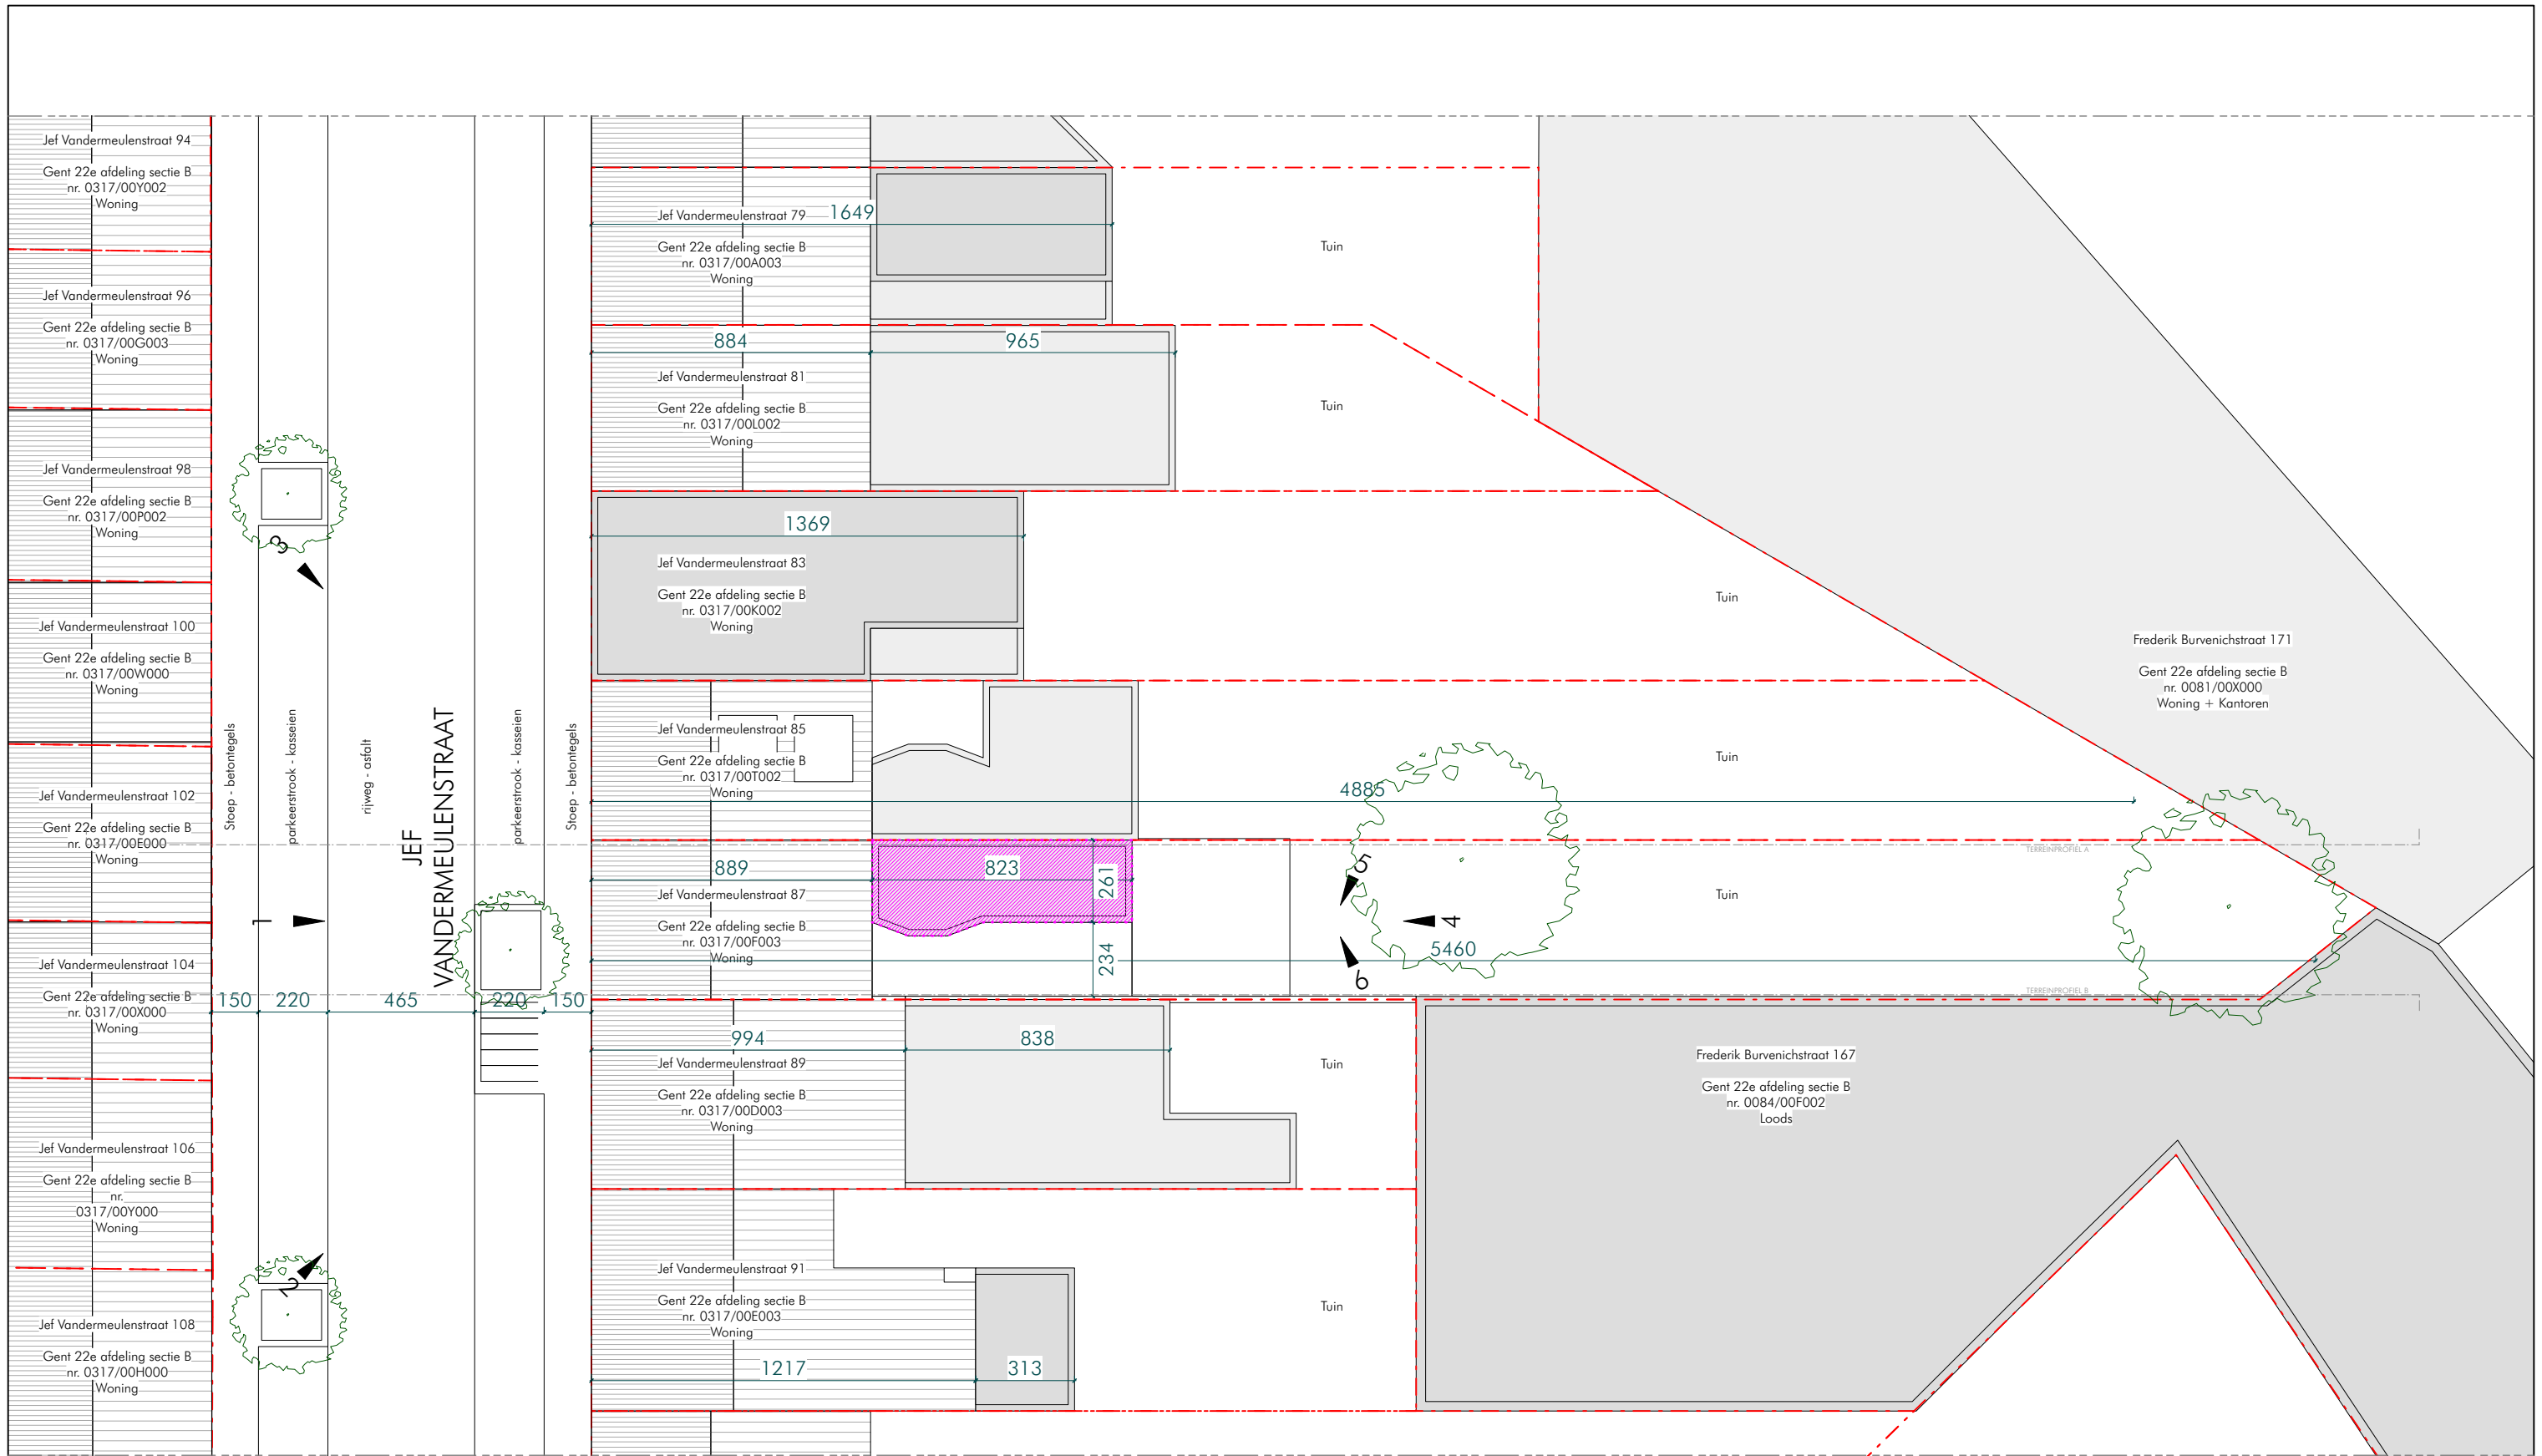 Jef Vandermeulenstraat 94
Gent 22e afdeling sectie B
nr. 0317/00Y002
Woning
Jef Vandermeulenstraat 96
Gent 22e afdeling sectie B
nr. 0317/00G003
Woning
Jef Vandermeulenstraat 98
Gent 22e afdeling sectie B
nr. 0317/00P002
Woning
Jef Vandermeulenstraat 100
Gent 22e afdeling sectie B
nr. 0317/00W000
Woning
Jef Vandermeulenstraat 102
Gent 22e afdeling sectie B
nr. 0317/00E000
Woning
Jef Vandermeulenstraat 104
Gent 22e afdeling sectie B
nr. 0317/00X000
Woning
Jef Vandermeulenstraat 106
Gent 22e afdeling sectie B
nr.
0317/00Y000
Woning
Jef Vandermeulenstraat 108
Gent 22e afdeling sectie B
nr. 0317/00H000
Woning
Stoep - betontegels
parkeerstrook - kasseien
rijweg - asfalt
JEF
VANDERMEULENSTRAAT
parkeerstrook - kasseien
Stoep - betontegels
3
1
2
150
220
465
220
150
Jef Vandermeulenstraat 79
1649
Gent 22e afdeling sectie B
nr. 0317/00A003
Woning
Tuin
884
965
Jef Vandermeulenstraat 81
Gent 22e afdeling sectie B
nr. 0317/00L002
Woning
Tuin
1369
Jef Vandermeulenstraat 83
Gent 22e afdeling sectie B
nr. 0317/00K002
Woning
Tuin
Jef Vandermeulenstraat 85
Gent 22e afdeling sectie B
nr. 0317/00T002
Woning
Tuin
4885
TERREINPROFIEL A
889
823
261
Jef Vandermeulenstraat 87
Gent 22e afdeling sectie B
nr. 0317/00F003
Woning
234
5
4
6
Tuin
5460
TERREINPROFIEL B
994
838
Jef Vandermeulenstraat 89
Gent 22e afdeling sectie B
nr. 0317/00D003
Woning
Tuin
Jef Vandermeulenstraat 91
Gent 22e afdeling sectie B
nr. 0317/00E003
Woning
Tuin
1217
313
Frederik Burvenichstraat 171
Gent 22e afdeling sectie B
nr. 0081/00X000
Woning + Kantoren
Frederik Burvenichstraat 167
Gent 22e afdeling sectie B
nr. 0084/00F002
Loods